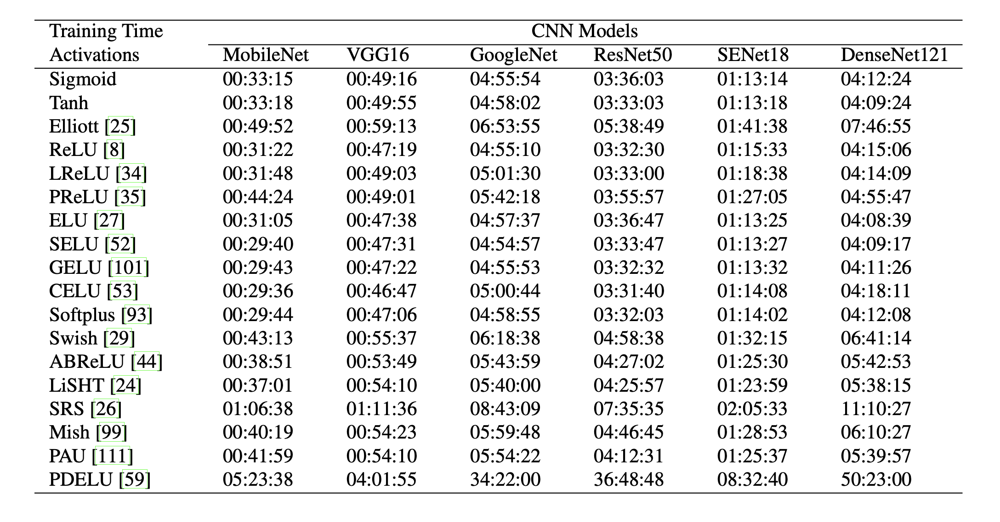 Training Time CNN Models
Activations MobileNet VGG16 GoogleNet ResNet50 SENet18 DenseNet121
Sigmoid 00:33:15 00:49:16 04:55:54 03:36:03 01:13:14 04:12:24
Tanh 00:33:18 00:49:55 04:58:02 03:33:03 01:13:18 04:09:24
Elliott [25] 00:49:52 00:59:13 06:53:55 05:38:49 01:41:38 07:46:55
ReLU [8] 00:31:22 00:47:19 04:55:10 03:32:30 01:15:33 04:15:06
LReLU [34] 00:31:48 00:49:03 05:01:30 03:33:00 01:18:38 04:14:09
PReLU [35] 00:44:24 00:49:01 05:42:18 03:55:57 01:27:05 04:55:47
ELU [27] 00:31:05 00:47:38 04:57:37 03:36:47 01:13:25 04:08:39
SELU [52] 00:29:40 00:47:31 04:54:57 03:33:47 01:13:27 04:09:17
GELU [101] 00:29:43 00:47:22 04:55:53 03:32:32 01:13:32 04:11:26
CELU [53] 00:29:36 00:46:47 05:00:44 03:31:40 01:14:08 04:18:11
Softplus [93] 00:29:44 00:47:06 04:58:55 03:32:03 01:14:02 04:12:08
Swish [29] 00:43:13 00:55:37 06:18:38 04:58:38 01:32:15 06:41:14
ABReLU [44] 00:38:51 00:53:49 05:43:59 04:27:02 01:25:30 05:42:53
LiSHT [24] 00:37:01 00:54:10 05:40:00 04:25:57 01:23:59 05:38:15
SRS [26] 01:06:38 01:11:36 08:43:09 07:35:35 02:05:33 11:10:27
Mish [99] 00:40:19 00:54:23 05:59:48 04:46:45 01:28:53 06:10:27
PAU [111] 00:41:59 00:54:10 05:54:22 04:12:31 01:25:37 05:39:57
PDELU [59] 05:23:38 04:01:55 34:22:00 36:48:48 08:32:40 50:23:00